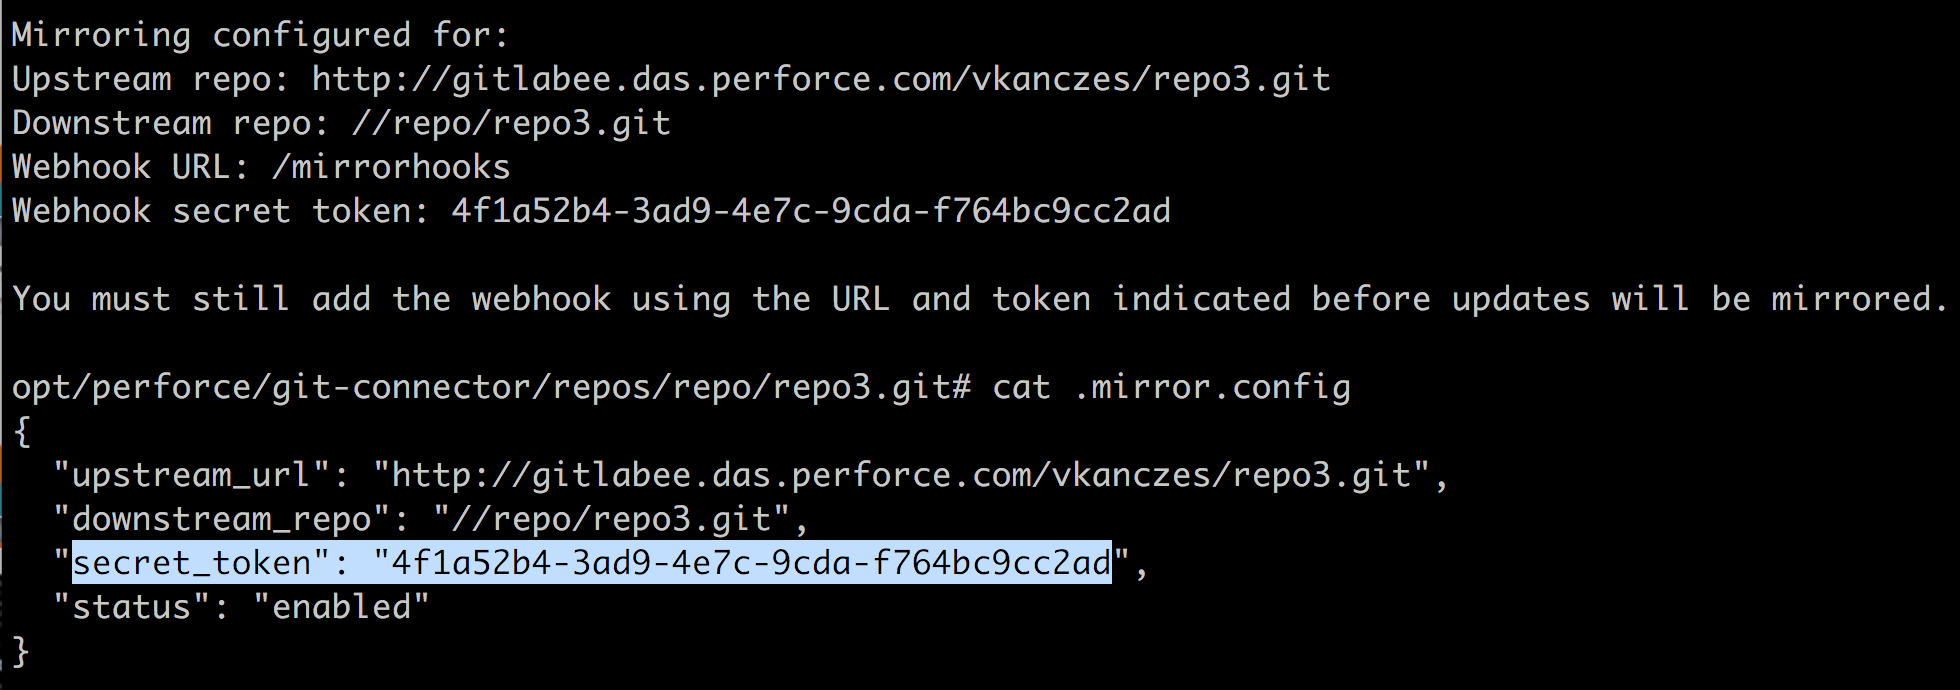 Mirroring configured for:
Upstream repo: http://gitlabee.das.perforce.com/vkanczes/repo3.git
Downstream repo: //repo/repo3.git
Webhook URL: /mirrorhooks
Webhook secret token: 4f1a52b4-3ad9-4e7c-9cda-f764bc9cc2ad
You must still add the webhook using the URL and token indicated before updates will be mirrored.
opt/perforce/git-connector/repos/repo/repo3.git# cat .mirror.config
{
  "upstream_url": "http://gitlabee.das.perforce.com/vkanczes/repo3.git",
  "downstream_repo": "//repo/repo3.git",
  "secret_token": "4f1a52b4-3ad9-4e7c-9cda-f764bc9cc2ad",
  "status": "enabled"
}